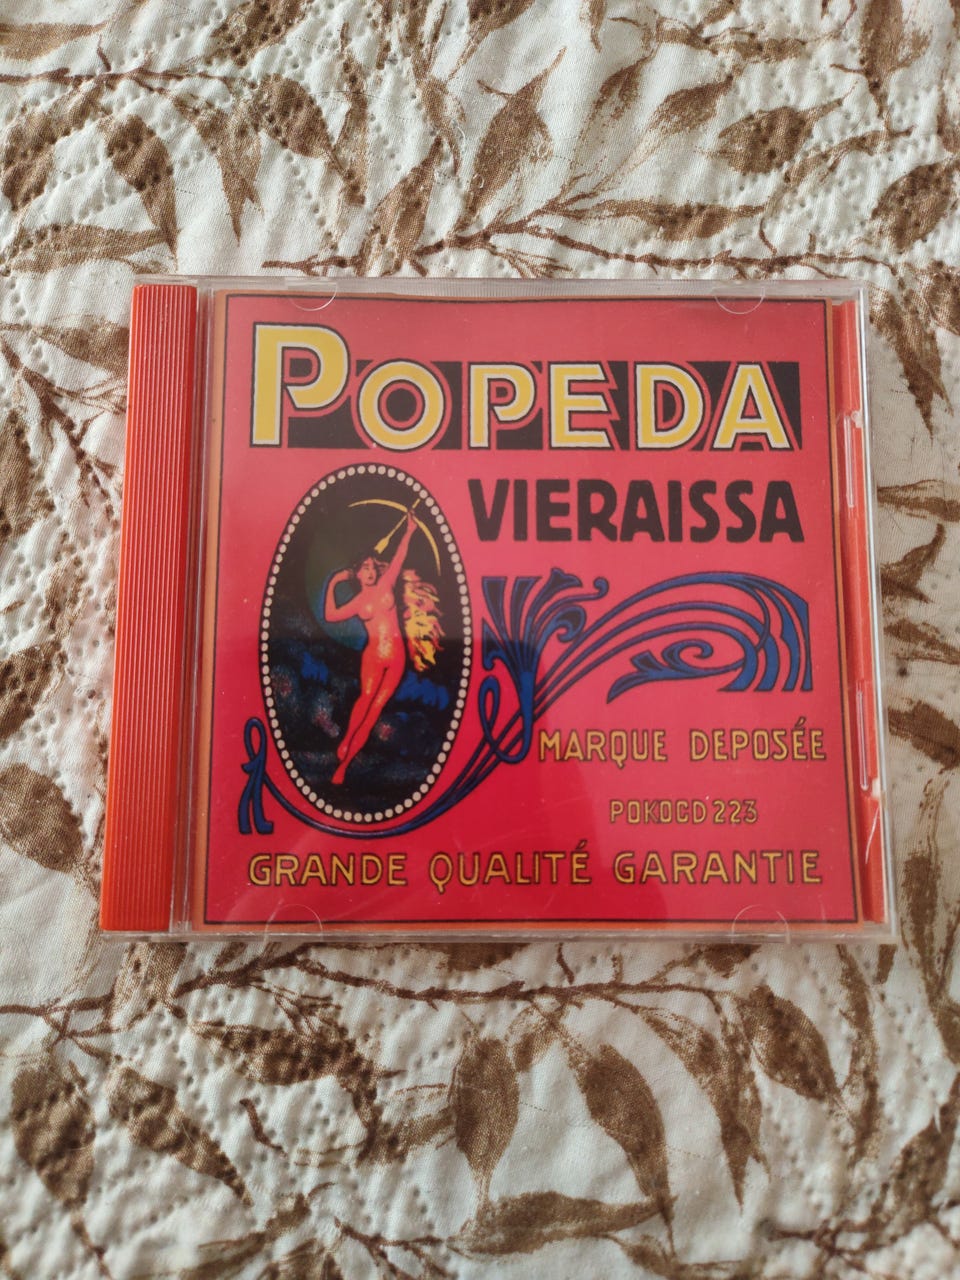 POPEDA
VIERAISSA
MARQUE DEPOSÉE
POKOCD 223
GRANDE QUALITÉ GARANTIE